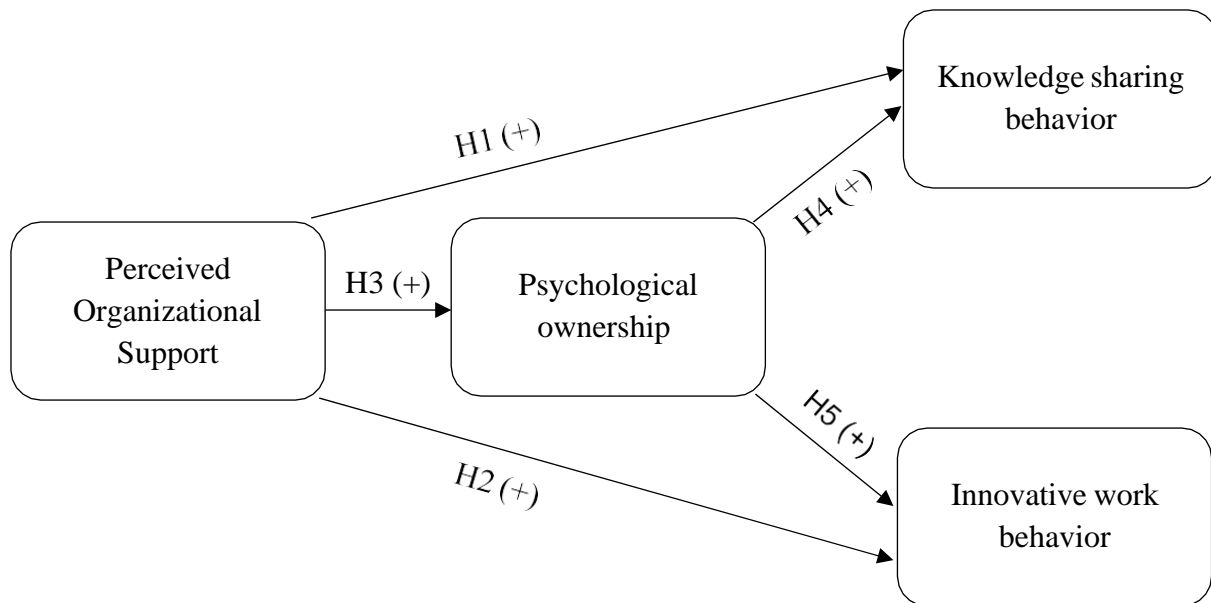 Knowledge sharing
behavior
H1 (+)
H4 (+)
Perceived
Organizational
Support
H3 (+)
Psychological
ownership
H5 (+)
H2 (+)
Innovative work
behavior